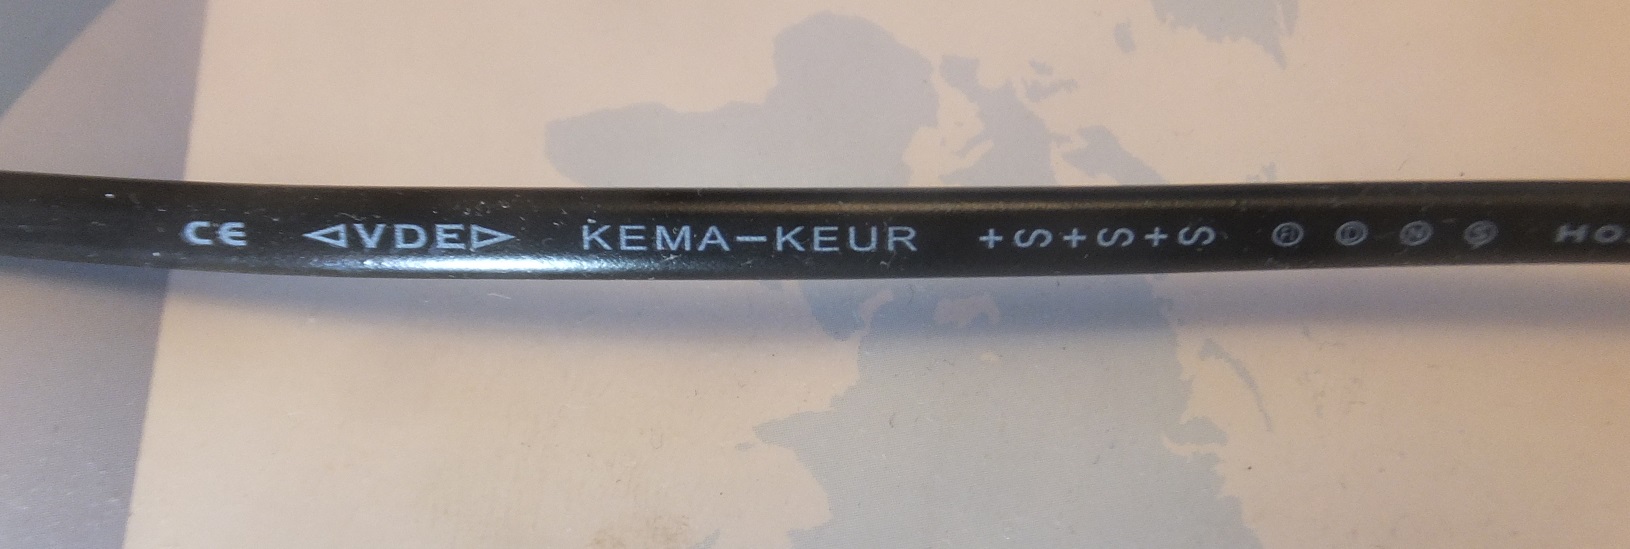 CE ◁VDE▷ KEMA-KEUR +S+S+S Ⓕ Ⓓ Ⓝ Ⓢ